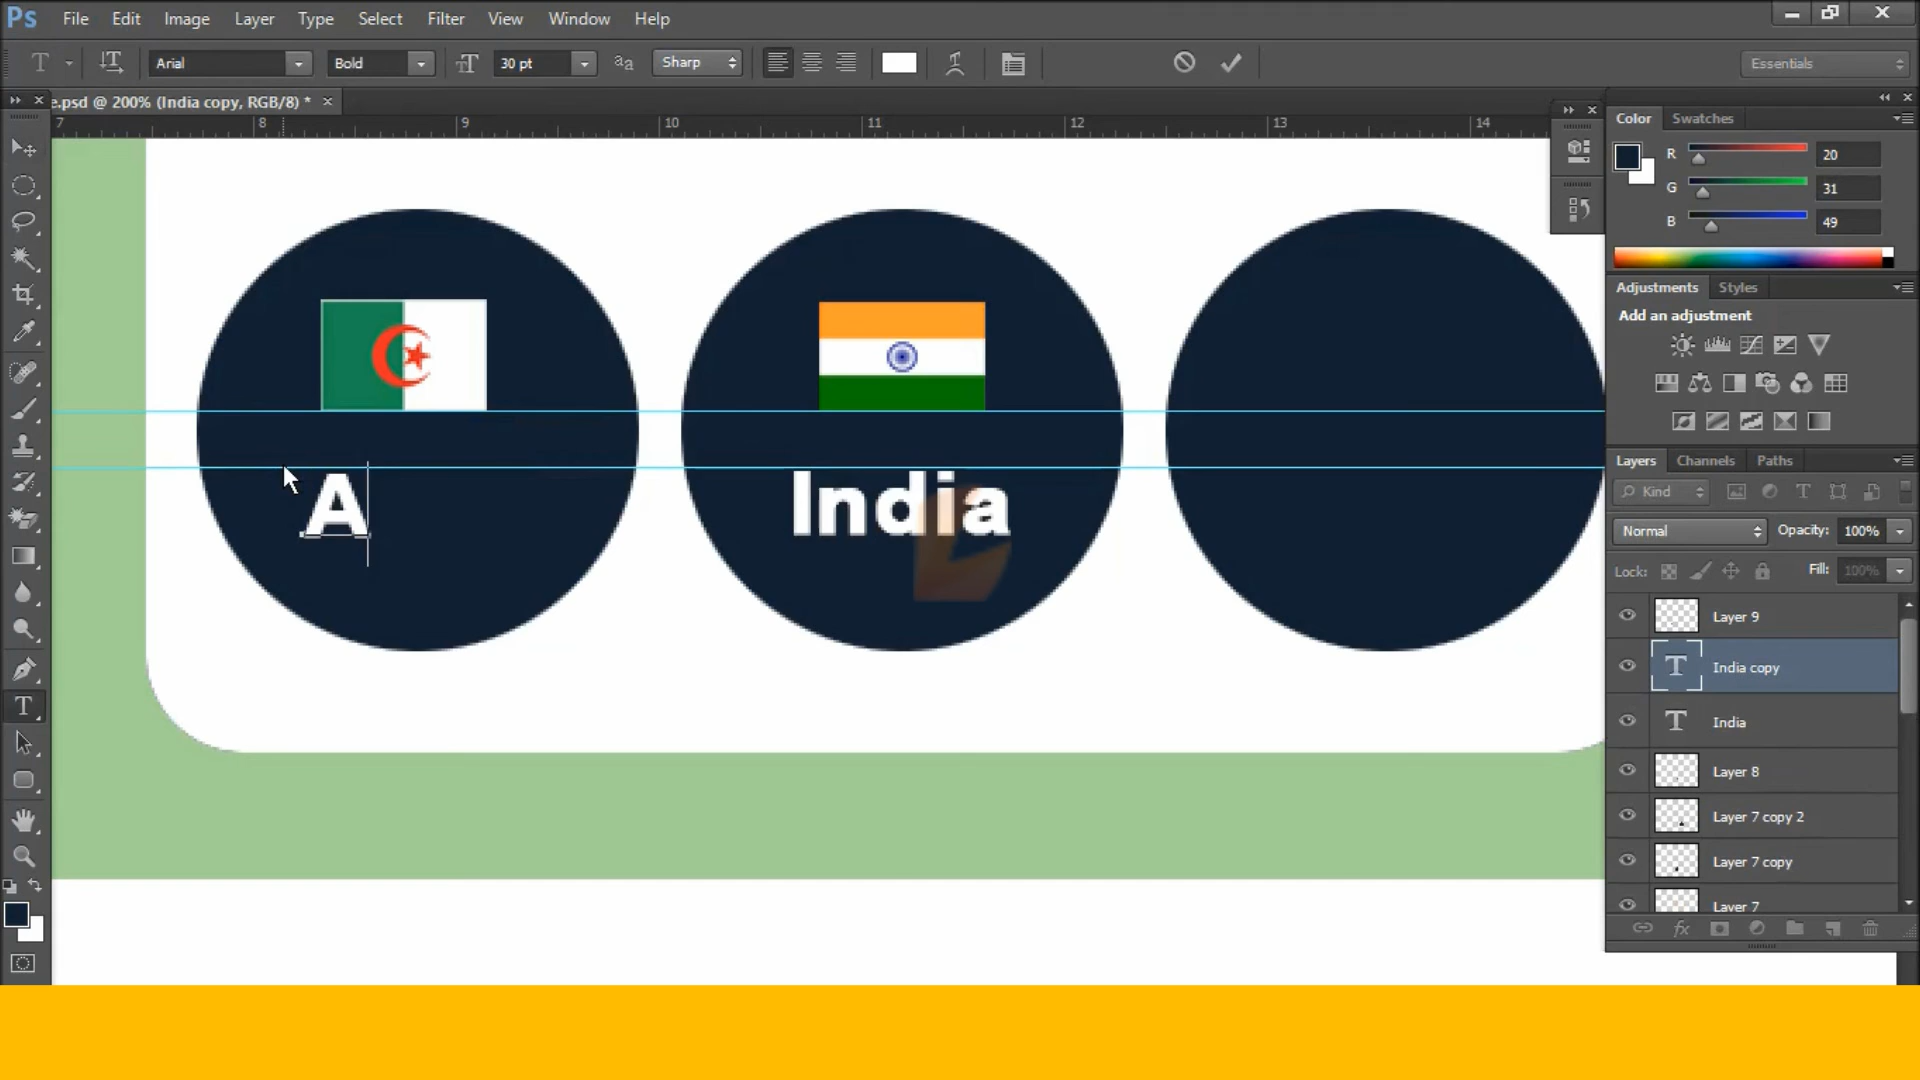 Ps File Edit Image Layer Type Select Filter View Window Help
T Arial Bold 30 pt aa Sharp Essentials
e.psd @ 200% (India copy, RGB/8) * ×
7 8 9 10 11 12 13 14
Color Swatches
R 20
G 31
B 49
Adjustments Styles
Add an adjustment
A
India
Layers Channels Paths
Kind
Normal Opacity: 100%
Lock: Fill: 100%
Layer 9
T India copy
T India
Layer 8
Layer 7 copy 2
Layer 7 copy
Layer 7